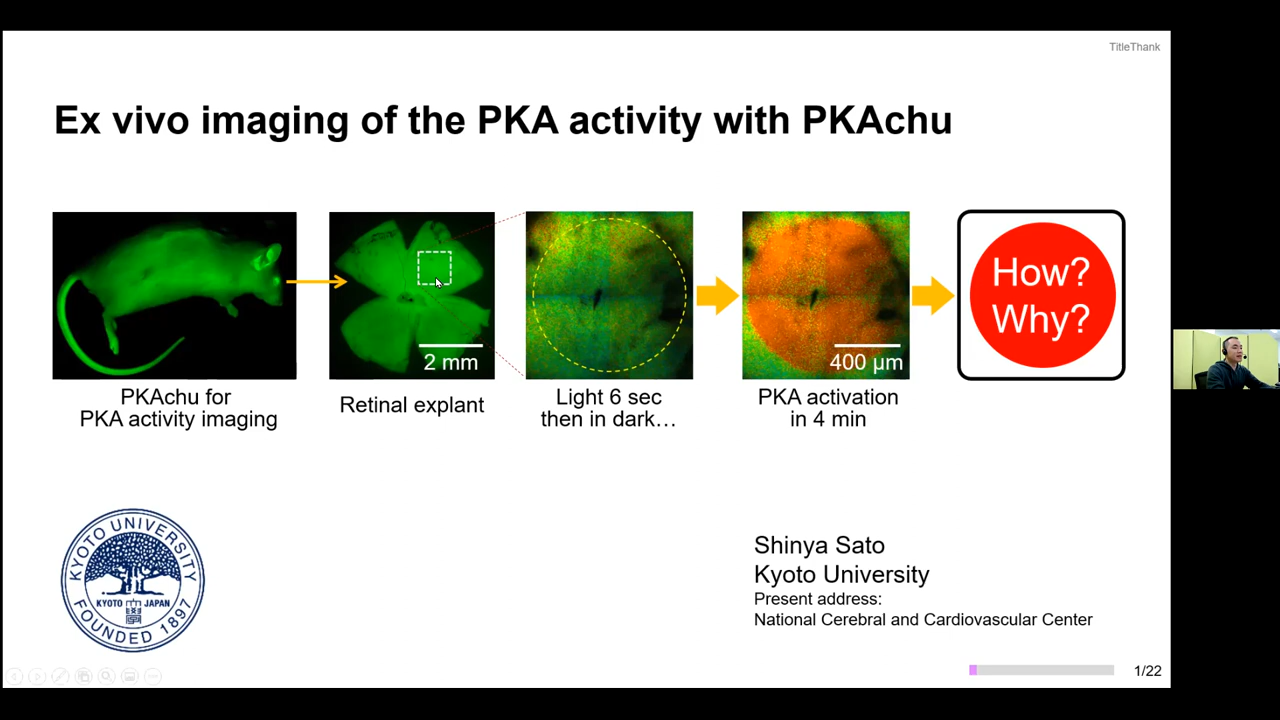 TitleThank
Ex vivo imaging of the PKA activity with PKAchu
2 mm
400 μm
How?
Why?
PKAchu for
PKA activity imaging
Retinal explant
Light 6 sec
then in dark…
PKA activation
in 4 min
KYOTO UNIVERSITY
KYOTO JAPAN
FOUNDED 1897
Shinya Sato
Kyoto University
Present address:
National Cerebral and Cardiovascular Center
1/22